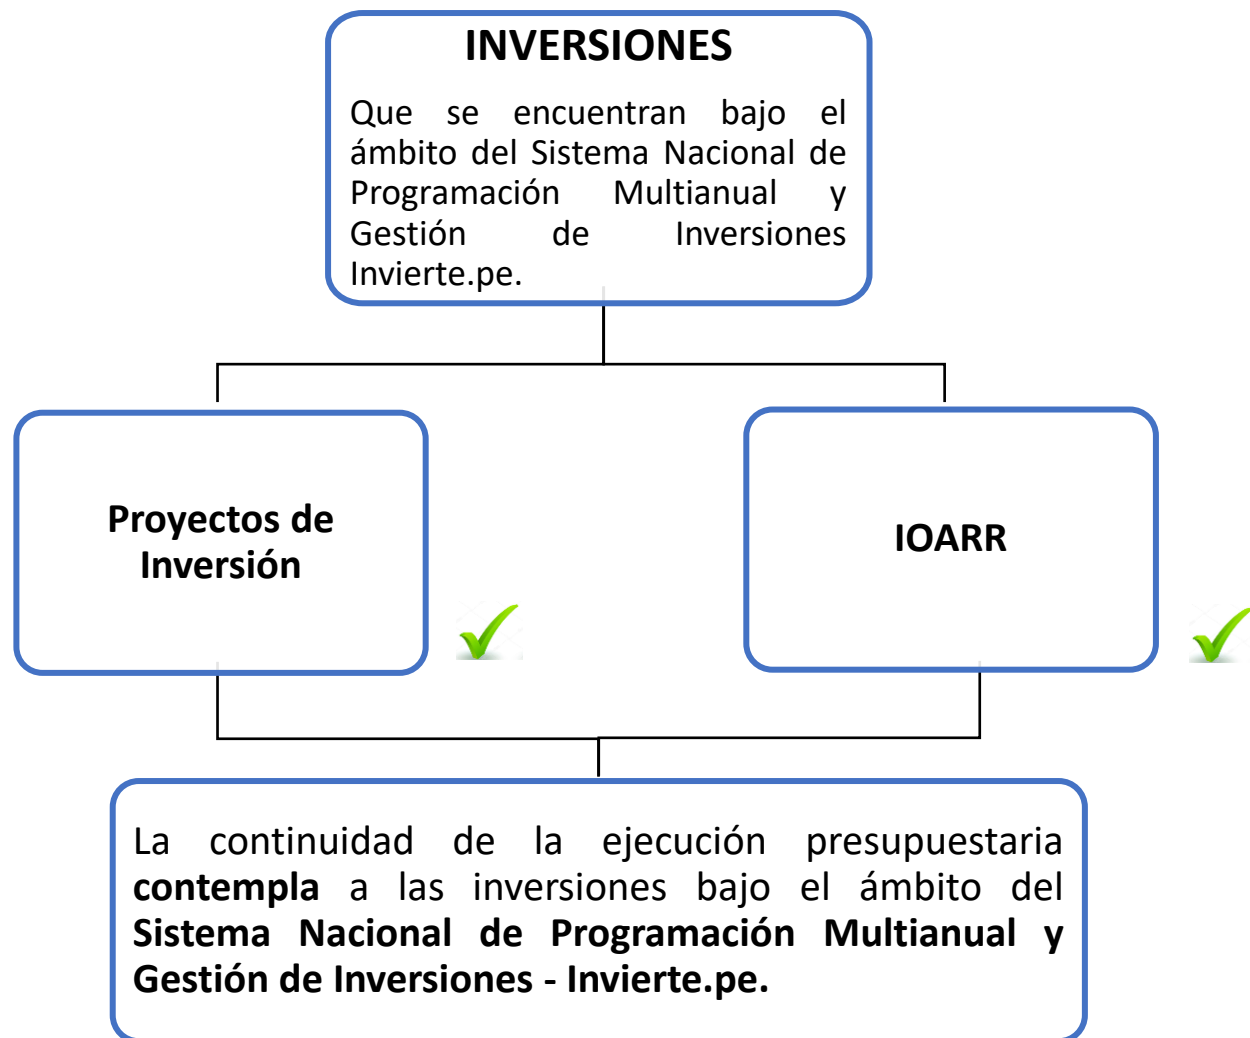 INVERSIONES
Que se encuentran bajo el
ámbito del Sistema Nacional de
Programación Multianual y
Gestión de Inversiones
Invierte.pe.
Proyectos de
Inversión
IOARR
La continuidad de la ejecución presupuestaria
contempla a las inversiones bajo el ámbito del
Sistema Nacional de Programación Multianual y
Gestión de Inversiones - Invierte.pe.